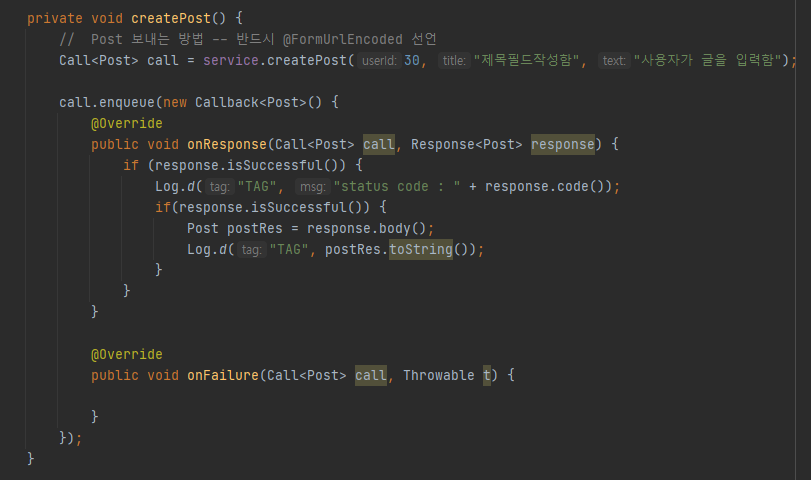 private void createPost() {
// Post 보내는 방법 -- 반드시 @FormUrlEncoded 선언
Call<Post> call = service.createPost( userId: 30, title: "제목필드작성함", text: "사용자가 글을 입력함");
call.enqueue(new Callback<Post>() {
@Override
public void onResponse(Call<Post> call, Response<Post> response) {
if (response.isSuccessful()) {
Log.d( tag: "TAG", msg: "status code : " + response.code());
if(response.isSuccessful()) {
Post postRes = response.body();
Log.d( tag: "TAG", postRes.toString());
}
}
}
@Override
public void onFailure(Call<Post> call, Throwable t) {
}
});
}